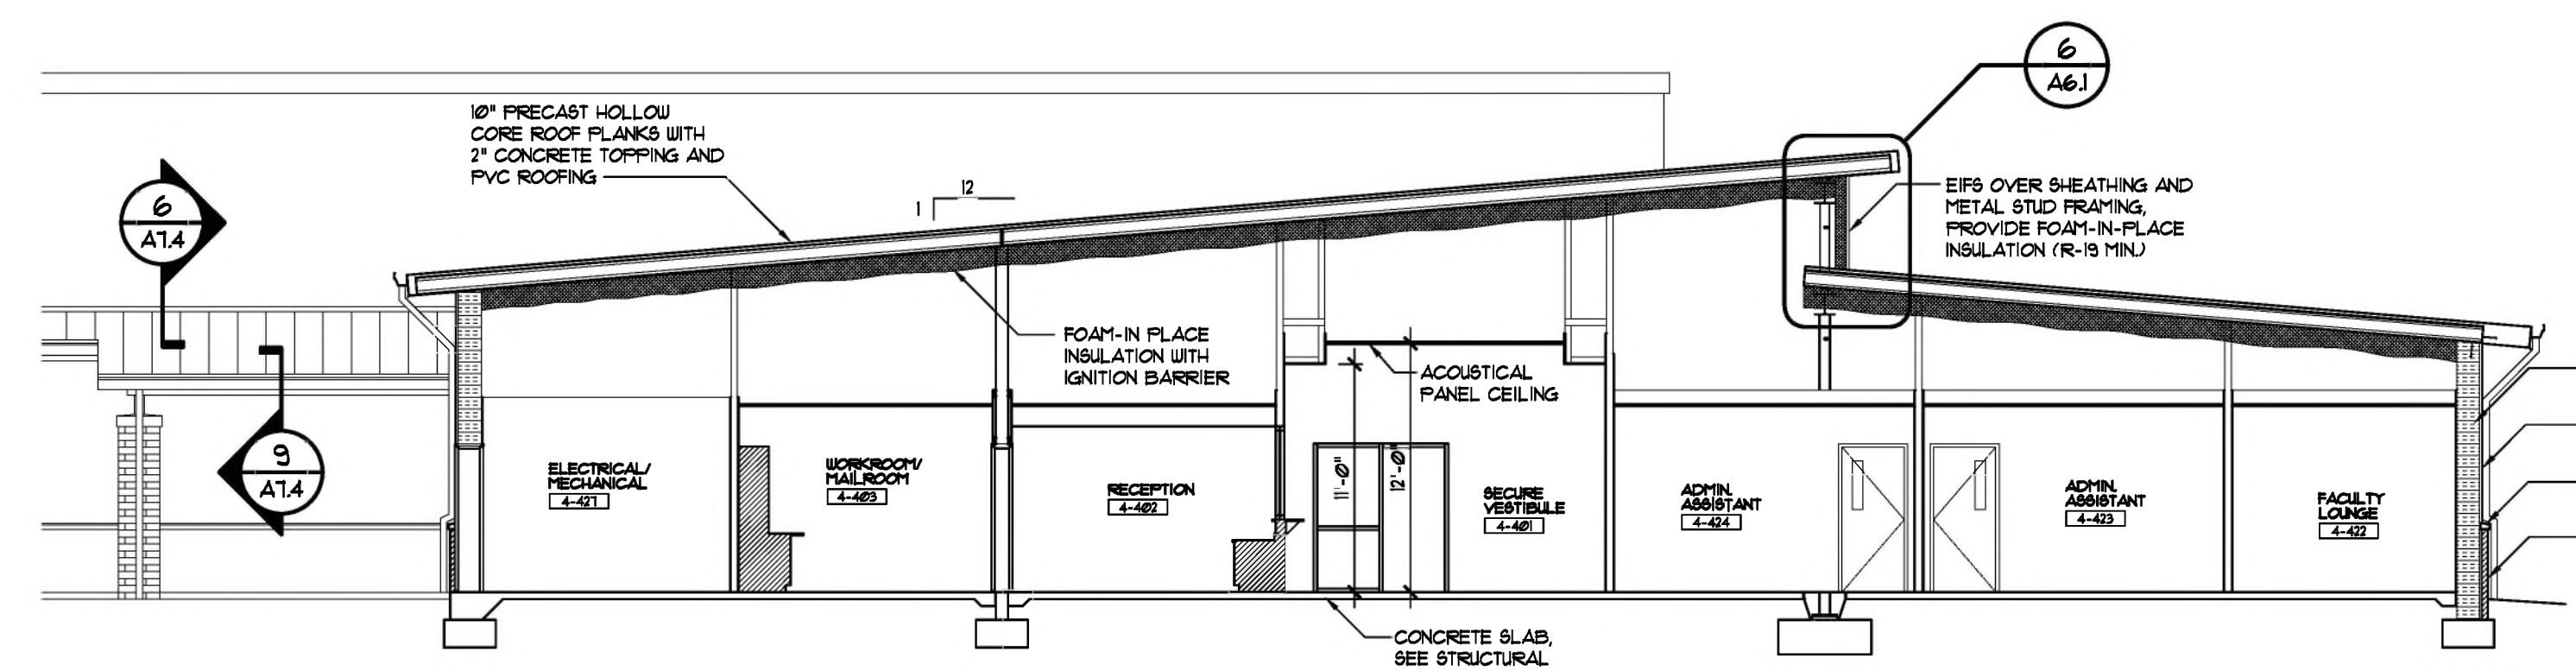 10" PRECAST HOLLOW
CORE ROOF PLANKS WITH
2" CONCRETE TOPPING AND
PVC ROOFING
12
1
6
A6.1
EIFS OVER SHEATHING AND
METAL STUD FRAMING,
PROVIDE FOAM-IN-PLACE
INSULATION (R-19 MIN.)
6
A7.4
9
A7.4
FOAM-IN PLACE
INSULATION WITH
IGNITION BARRIER
ACOUSTICAL
PANEL CEILING
11'-0"
12'-0"
ELECTRICAL/
MECHANICAL
4-427
WORKROOM/
MAILROOM
4-403
RECEPTION
4-402
SECURE
VESTIBULE
4-401
ADMIN.
ASSISTANT
4-424
ADMIN.
ASSISTANT
4-423
FACULTY
LOUNGE
4-422
CONCRETE SLAB,
SEE STRUCTURAL